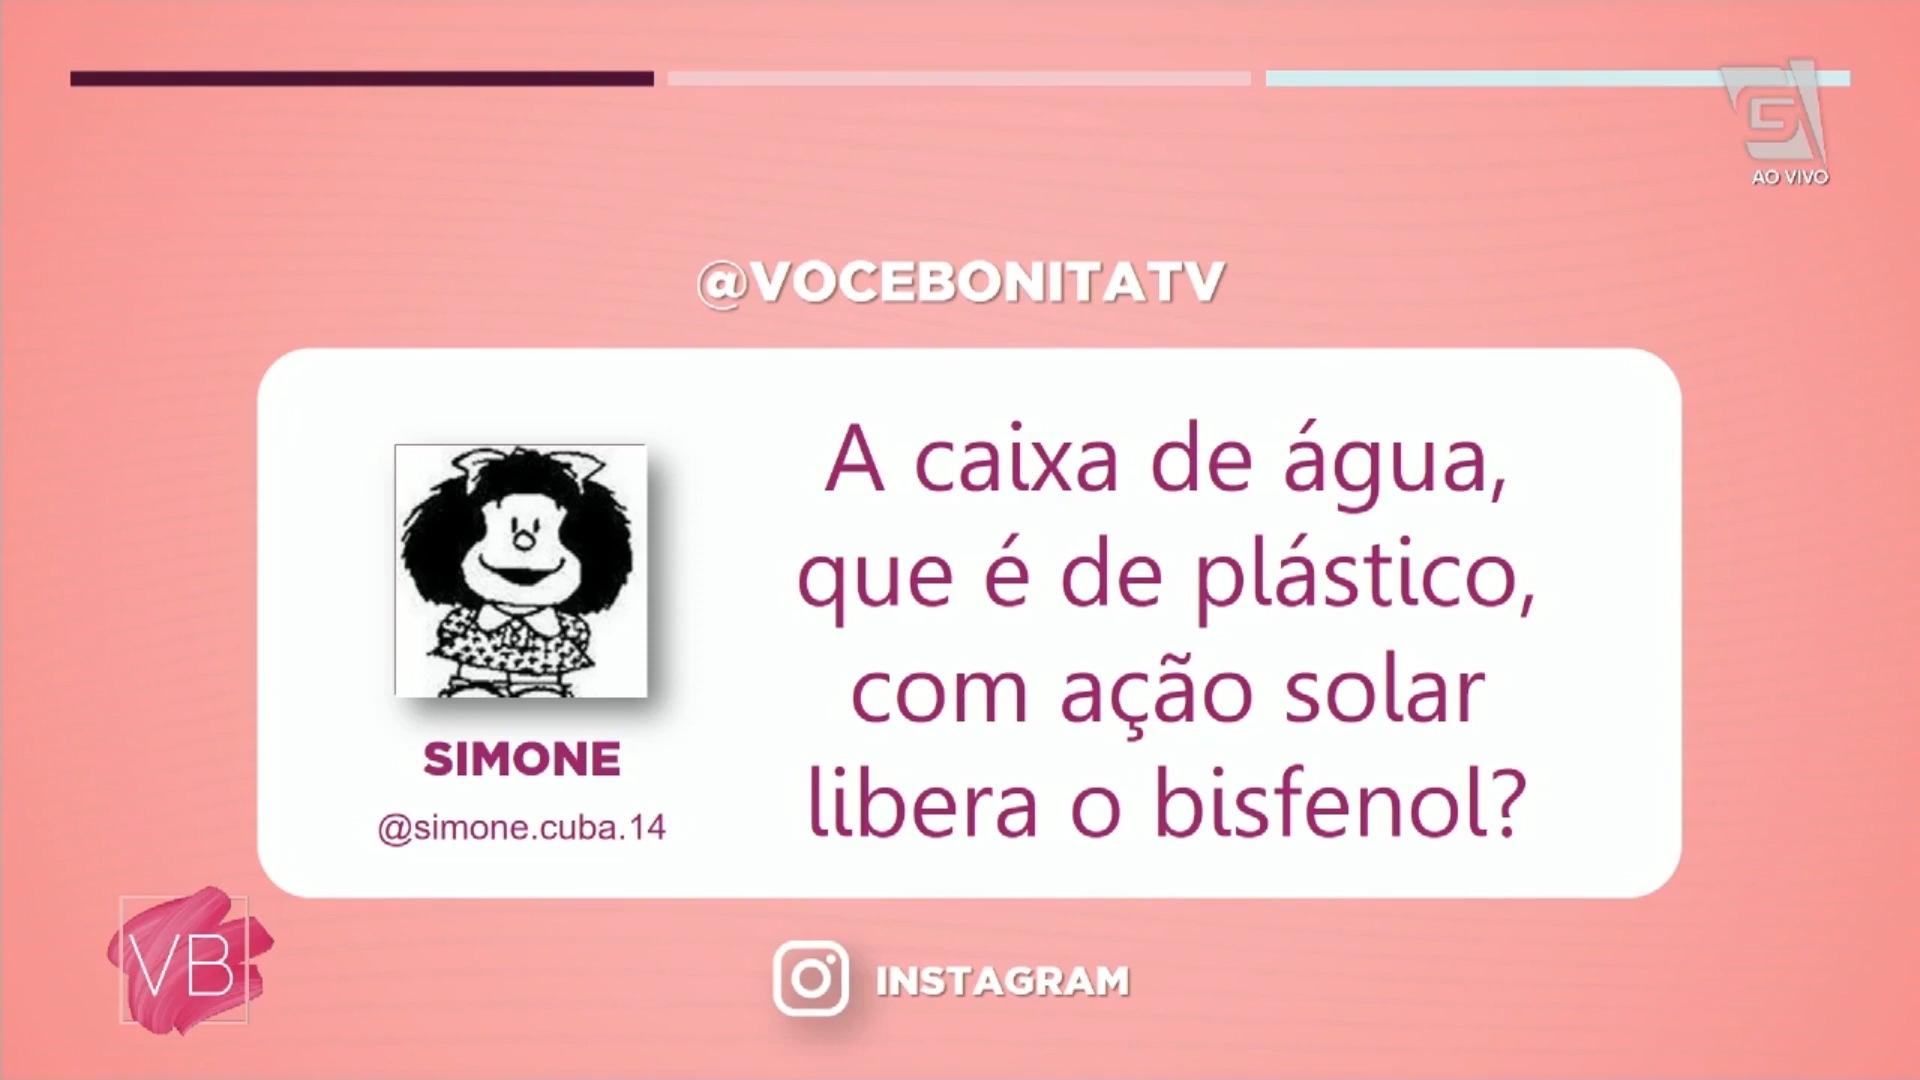 AO VIVO
@VOCEBONITATV
A caixa de água,
que é de plástico,
com ação solar
libera o bisfenol?
SIMONE
@simone.cuba.14
VB
INSTAGRAM